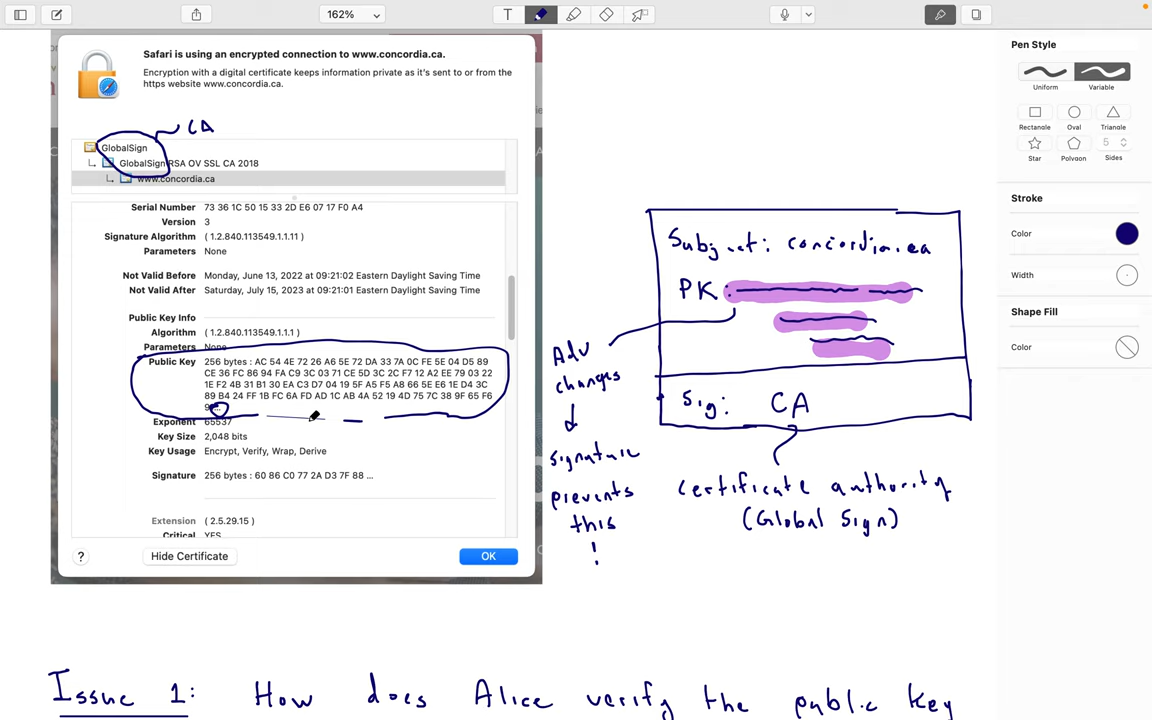 162%
T
Safari is using an encrypted connection to www.concordia.ca.
Encryption with a digital certificate keeps information private as it's sent to or from the
https website www.concordia.ca.
CA
GlobalSign
GlobalSign RSA OV SSL CA 2018
www.concordia.ca
Serial Number 73 36 1C 50 15 33 2D E6 07 17 F0 A4
Version 3
Signature Algorithm ( 1.2.840.113549.1.1.11 )
Parameters None
Not Valid Before Monday, June 13, 2022 at 09:21:02 Eastern Daylight Saving Time
Not Valid After Saturday, July 15, 2023 at 09:21:01 Eastern Daylight Saving Time
Public Key Info
Algorithm ( 1.2.840.113549.1.1.1 )
Parameters None
Public Key 256 bytes : AC 54 4E 72 26 A6 5E 72 DA 33 7A 0C FE 5E 04 D5 89
CE 36 FC 86 94 FA C9 3C 03 71 CE 5D 3C 2C F7 12 A2 EE 79 03 22
1E F2 4B 31 B1 30 EA C3 D7 04 19 5F A5 F5 A8 66 5E E6 1E D4 3C
89 B4 24 FF 1B FC 6A FD AD 1C AB 4A 52 19 4D 75 7C 38 9F 65 F6
Exponent 65537
Key Size 2,048 bits
Key Usage Encrypt, Verify, Wrap, Derive
Signature 256 bytes : 60 86 C0 77 2A D3 7F 88 ...
Extension ( 2.5.29.15 )
Critical YES
?
Hide Certificate
OK
Subject: concordia.ca
PK:
Sig: CA
Adv
changes
signature
prevents
this
!
certificate authority
(Global Sign)
Issue 1: How does Alice verify the public key
Pen Style
Uniform Variable
Rectangle Oval Triangle
5
Star Polygon Sides
Stroke
Color
Width
Shape Fill
Color